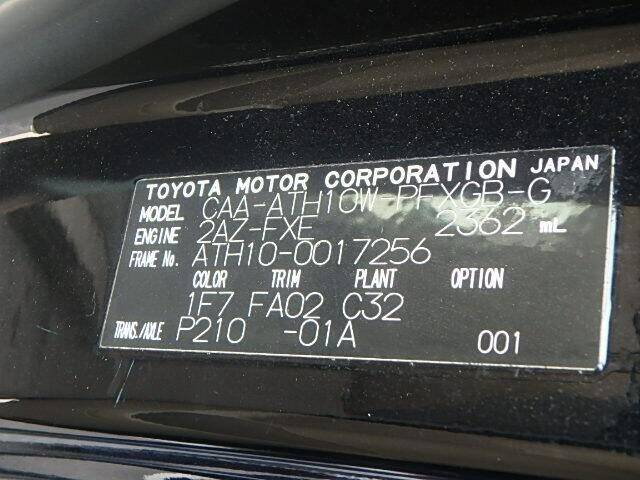 TOYOTA MOTOR CORPORATION JAPAN
MODEL CAA-ATH10W-PFXGB-G
ENGINE 2AZ-FXE 2362 mL
FRAME No. ATH10-0017256
COLOR TRIM PLANT OPTION
1F7 FA02 C32
TRANS./AXLE P210 -01A 001